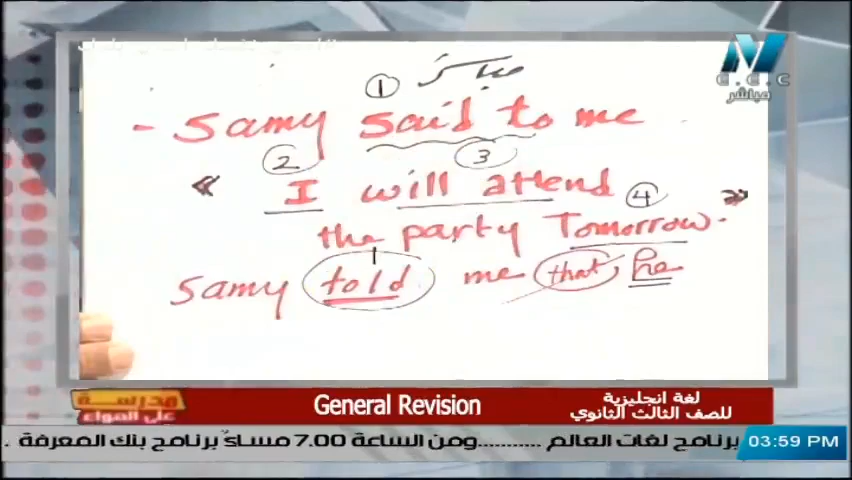 مباشر
①
- Samy said to me
② ③
« I will attend ④ »
the party Tomorrow.
1
Samy told me that he
e.e.c
مباشر
مدرسة
على الهواء
General Revision
لغة انجليزية
للصف الثالث الثانوي
برنامج لغات العالم ..........ومن الساعة 7.00 مساءً برنامج بنك المعرفة .
03:59 PM